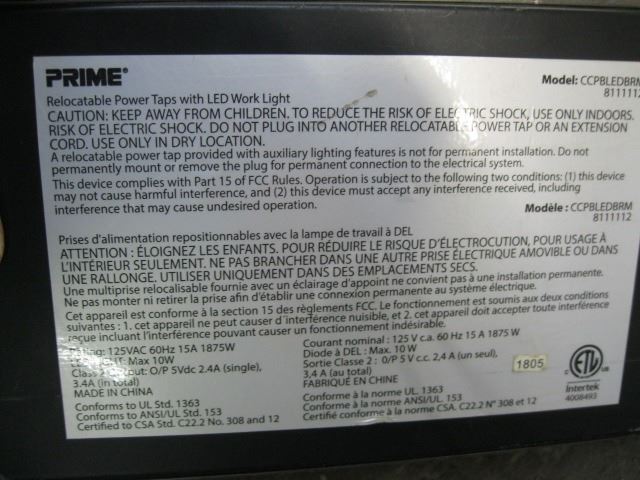 PRIME®
Model: CCPBLEDBRM
8111112
Relocatable Power Taps with LED Work Light
CAUTION: KEEP AWAY FROM CHILDREN. TO REDUCE THE RISK OF ELECTRIC SHOCK, USE ONLY INDOORS.
RISK OF ELECTRIC SHOCK. DO NOT PLUG INTO ANOTHER RELOCATABLE POWER TAP OR AN EXTENSION
CORD. USE ONLY IN DRY LOCATION.
A relocatable power tap provided with auxiliary lighting features is not for permanent installation. Do not
permanently mount or remove the plug for permanent connection to the electrical system.
This device complies with Part 15 of FCC Rules. Operation is subject to the following two conditions: (1) this device
may not cause harmful interference, and (2) this device must accept any interference received, including
interference that may cause undesired operation.
Modèle : CCPBLEDBRM
8111112
Prises d'alimentation repositionnables avec la lampe de travail à DEL
ATTENTION : ÉLOIGNEZ LES ENFANTS. POUR RÉDUIRE LE RISQUE D'ÉLECTROCUTION, POUR USAGE À
L'INTÉRIEUR SEULEMENT. NE PAS BRANCHER DANS UNE AUTRE PRISE ÉLECTRIQUE AMOVIBLE OU DANS
UNE RALLONGE. UTILISER UNIQUEMENT DANS DES EMPLACEMENTS SECS.
Une multiprise relocalisable fournie avec un éclairage d'appoint ne convient pas à une installation permanente.
Ne pas monter ni retirer la prise afin d'établir une connexion permanente au système électrique.
Cet appareil est conforme à la section 15 des règlements FCC. Le fonctionnement est soumis aux deux conditions
suivantes : 1. cet appareil ne peut causer d'interférence nuisible, et 2. cet appareil doit accepter toute interférence
reçue incluant l'interférence pouvant causer un fonctionnement indésirable.
Rating: 125VAC 60Hz 15A 1875W
Max 10W
Class 2 Output: O/P 5Vdc 2.4A (single),
3.4A (in total)
MADE IN CHINA
Conforms to UL Std. 1363
Conforms to ANSI/UL Std. 153
Certified to CSA Std. C22.2 No. 308 and 12
Courant nominal : 125 V c.a. 60 Hz 15 A 1875 W
Diode à DEL : Max. 10 W
Sortie Classe 2 : O/P 5 V c.c. 2,4 A (un seul),
3,4 A (au total)
FABRIQUÉ EN CHINE
Conforme à la norme UL. 1363
Conforme à la norme ANSI/UL. 153
Certifié conforme à la norme CSA. C22.2 N° 308 et 12
1805
ETL
Intertek
4008493